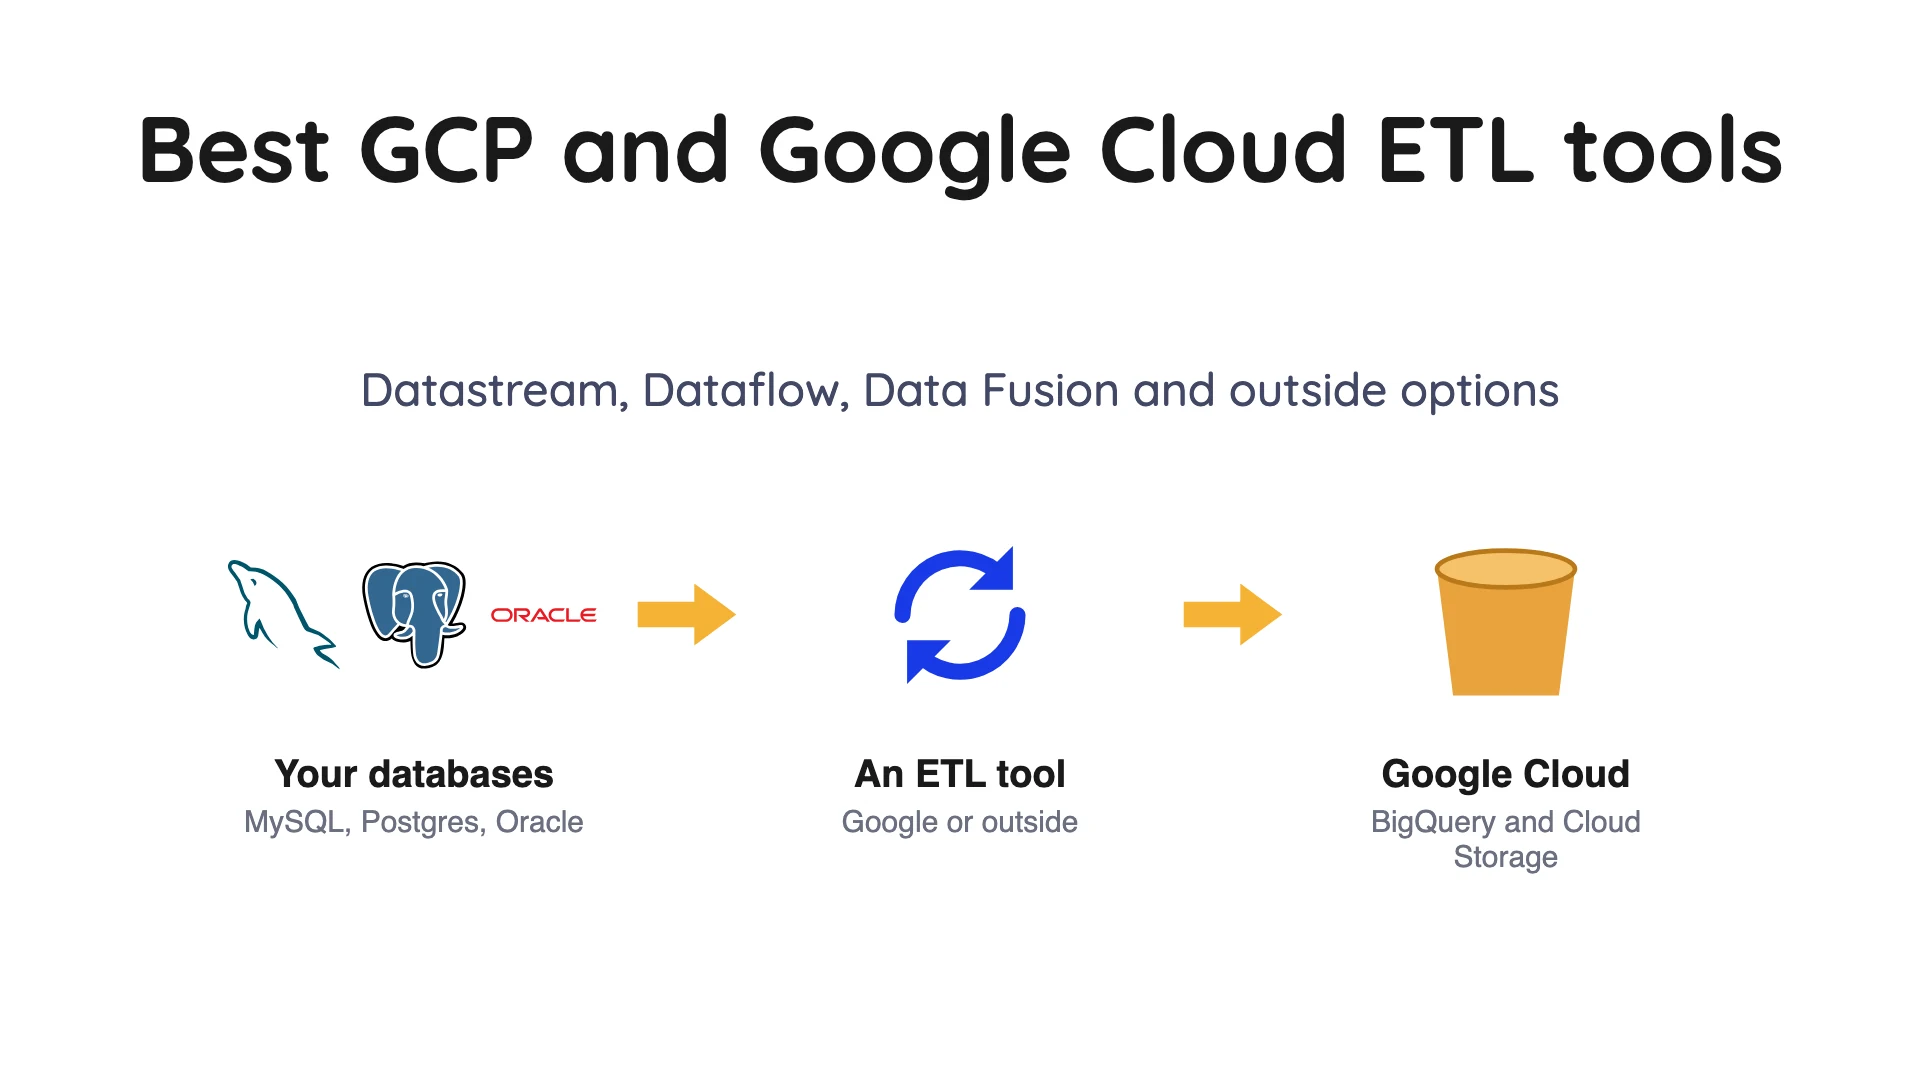 Best GCP and Google Cloud ETL tools
Datastream, Dataflow, Data Fusion and outside options
ORACLE
Your databases
MySQL, Postgres, Oracle
An ETL tool
Google or outside
Google Cloud
BigQuery and Cloud
Storage